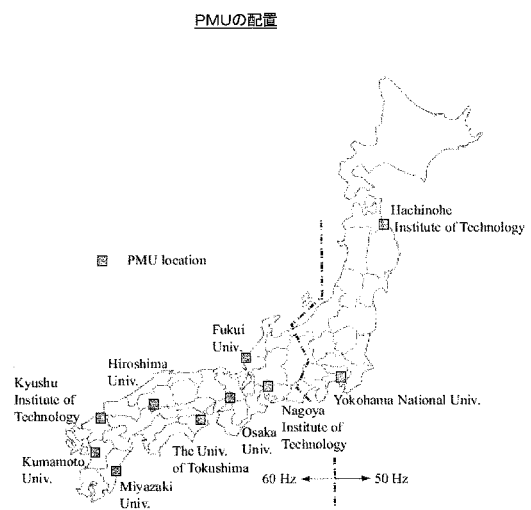 PMUの配置
Hachinohe
Institute of Technology
PMU location
Fukui
Univ.
Hiroshima
Univ.
Kyushu
Institute of
Technology
Yokohama National Univ.
Nagoya
Institute of
Technology
Osaka
Univ.
The Univ.
of Tokushima
Kumamoto
Univ.
Miyazaki
Univ.
60 Hz
50 Hz